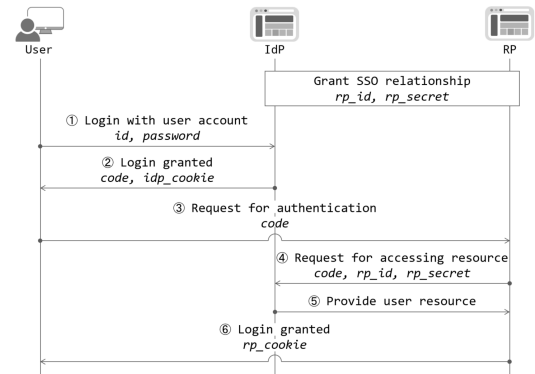 User
IdP
RP
Grant SSO relationship
rp_id, rp_secret
① Login with user account
id, password
② Login granted
code, idp_cookie
③ Request for authentication
code
④ Request for accessing resource
code, rp_id, rp_secret
⑤ Provide user resource
⑥ Login granted
rp_cookie